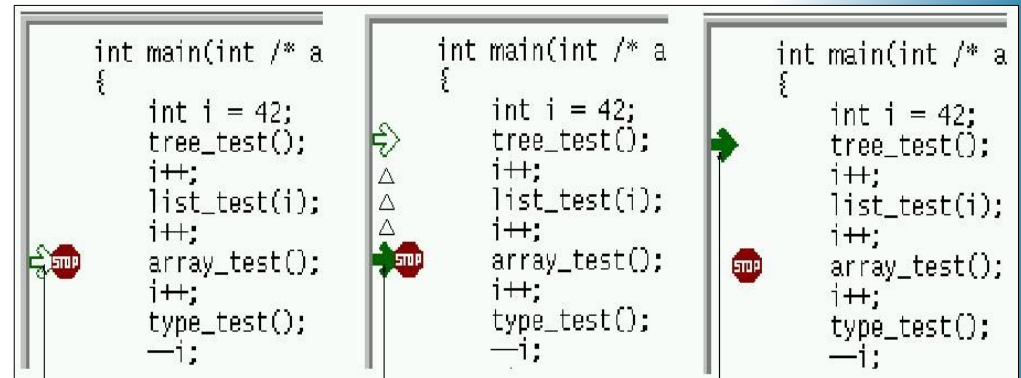 int main(int /* a
{
int i = 42;
tree_test();
i++;
list_test(i);
i++;
STOP array_test();
i++;
type_test();
--i;
int main(int /* a
{
int i = 42;
tree_test();
i++;
list_test(i);
i++;
STOP array_test();
i++;
type_test();
--i;
int main(int /* a
{
int i = 42;
tree_test();
i++;
list_test(i);
i++;
STOP array_test();
i++;
type_test();
--i;